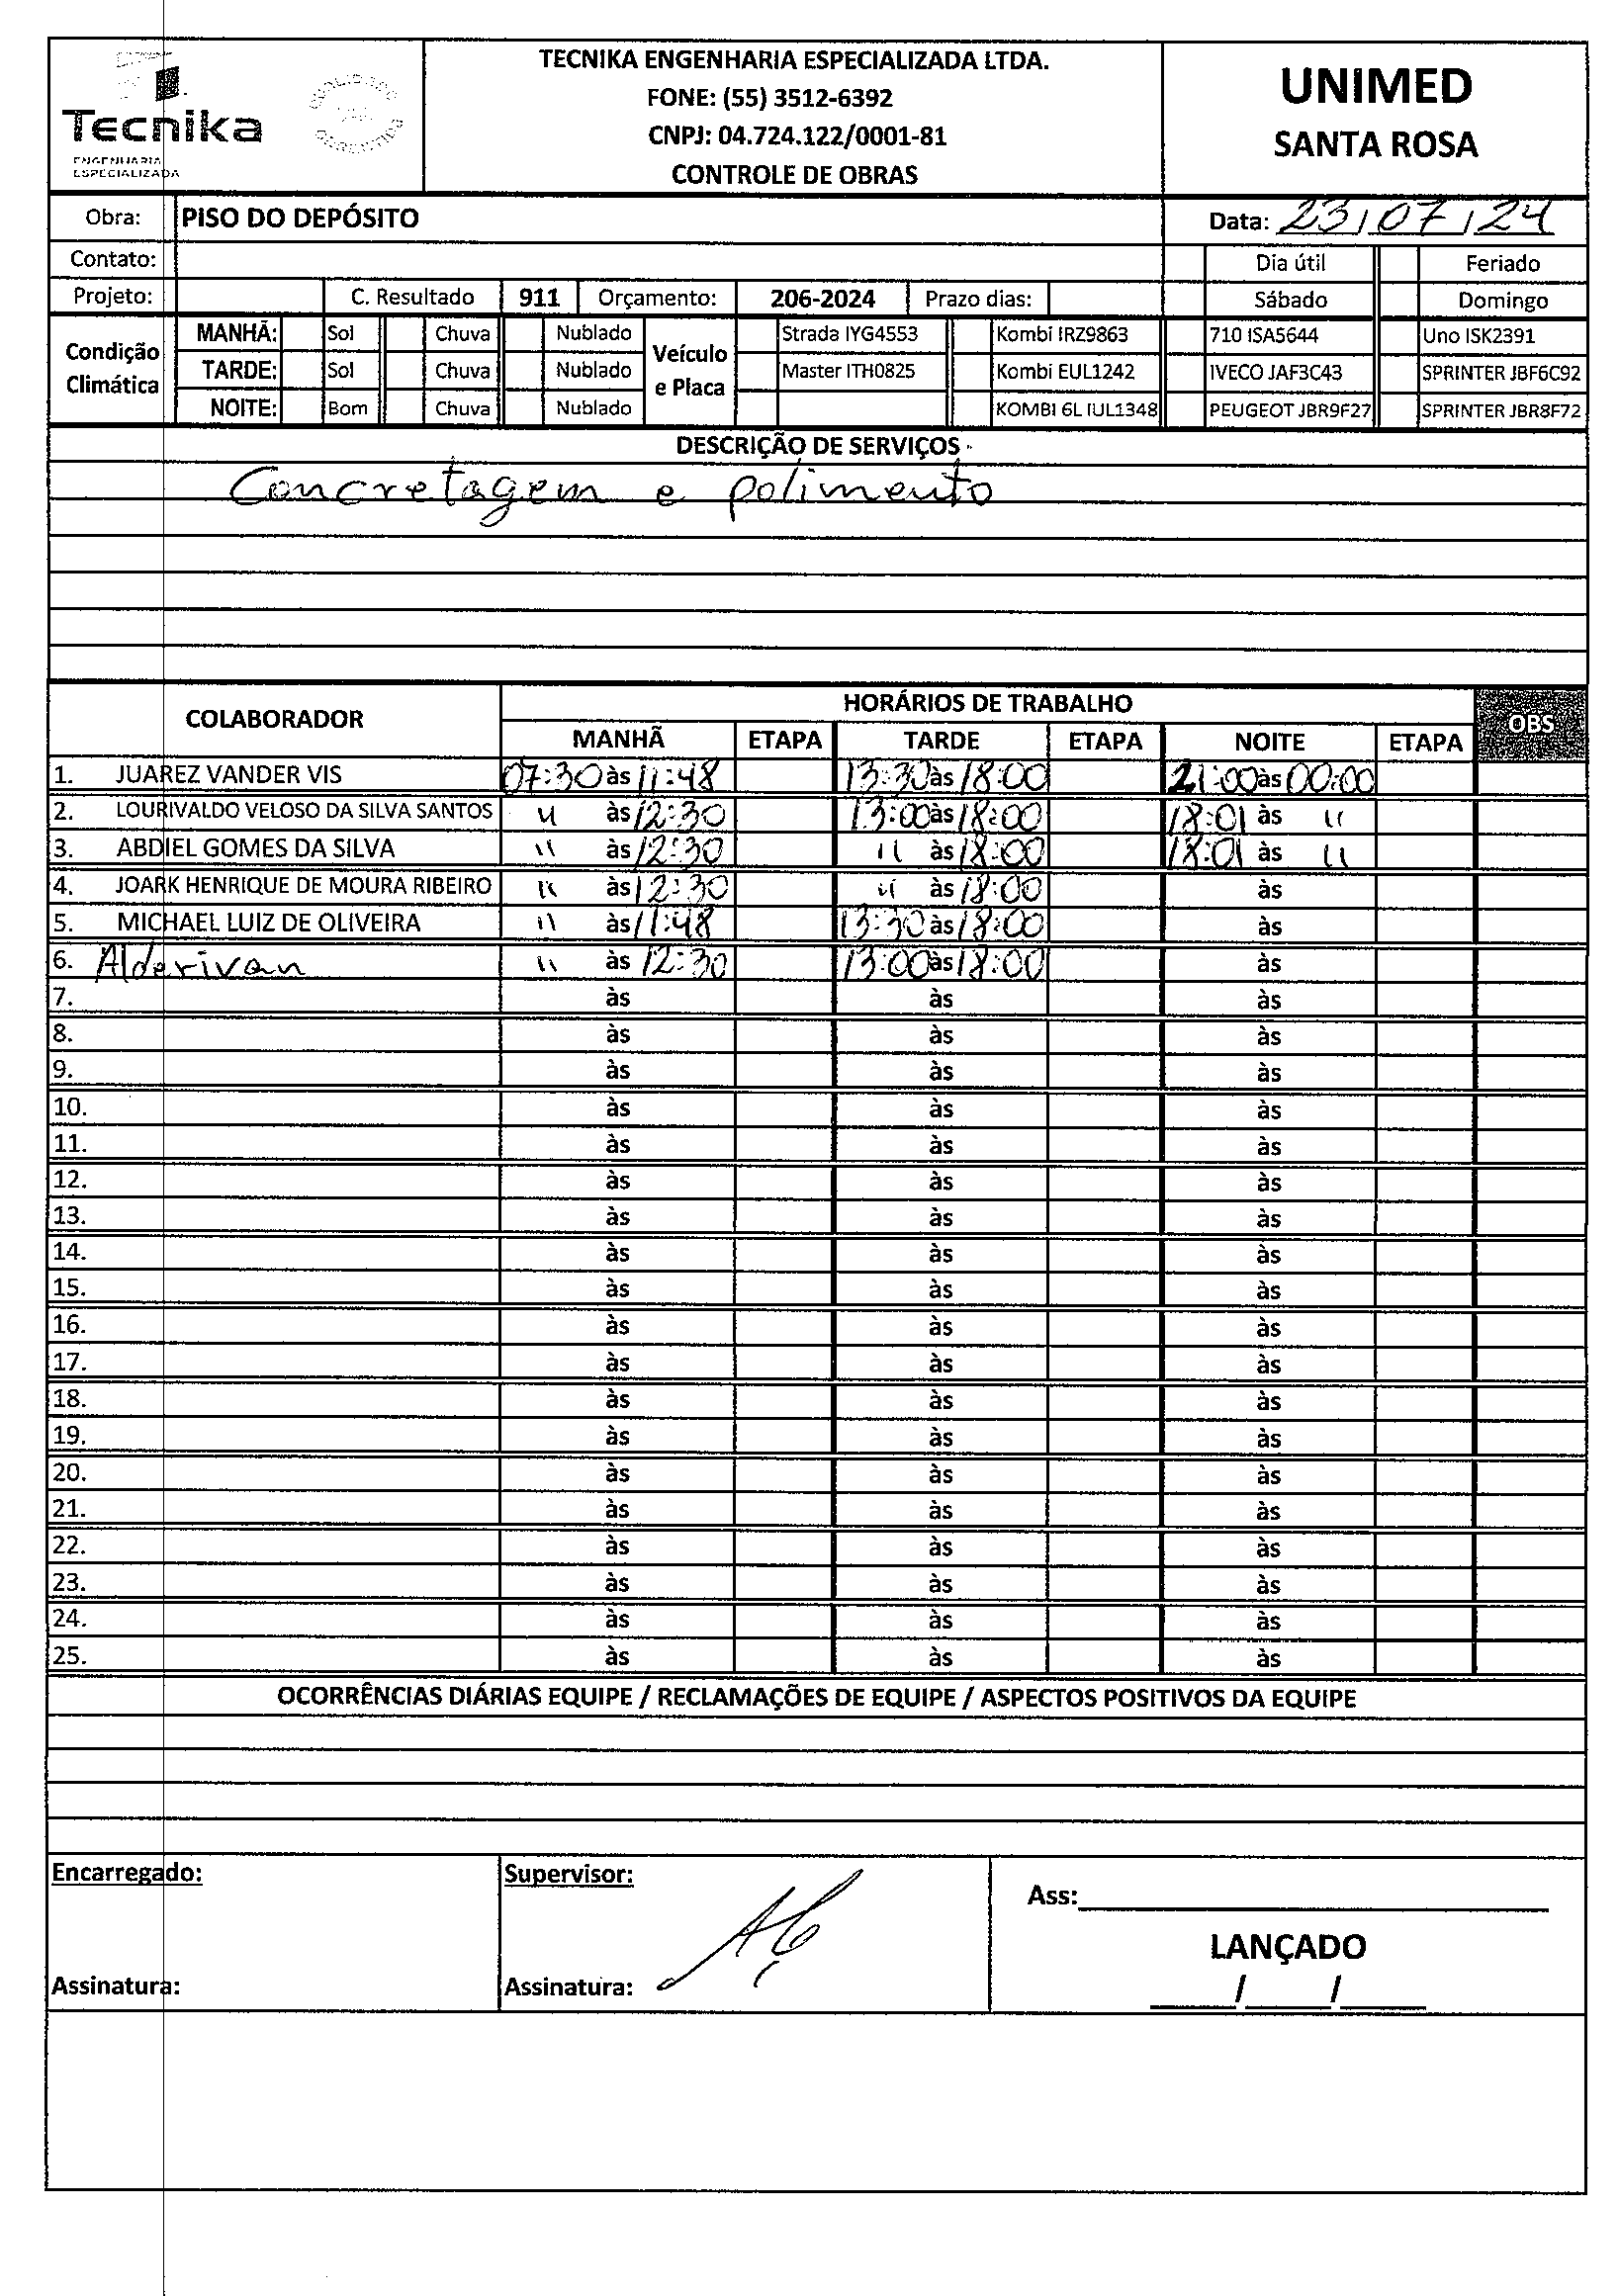 Tecnika
ENGENHARIA
ESPECIALIZADA
TECNIKA ENGENHARIA ESPECIALIZADA LTDA.
FONE: (55) 3512-6392
CNPJ: 04.724.122/0001-81
CONTROLE DE OBRAS
UNIMED
SANTA ROSA
Obra: PISO DO DEPÓSITO Data: 23/07/24
Contato: Dia útil Feriado
Projeto: C. Resultado 911 Orçamento: 206-2024 Prazo dias: Sábado Domingo
Condição Climática
MANHÃ: Sol Chuva Nublado
TARDE: Sol Chuva Nublado
NOITE: Bom Chuva Nublado
Veículo e Placa
Strada IYG4553 Kombi IRZ9863 710 ISA5644 Uno ISK2391
Master ITH0825 Kombi EUL1242 IVECO JAF3C43 SPRINTER JBF6C92
KOMBI 6L IUL1348 PEUGEOT JBR9F27 SPRINTER JBR8F72
DESCRIÇÃO DE SERVIÇOS
Concretagem e polimento
COLABORADOR HORÁRIOS DE TRABALHO OBS
MANHÃ ETAPA TARDE ETAPA NOITE ETAPA
1. JUAREZ VANDER VIS 07:30 às 11:48 13:30 às 18:00 21:00 às 00:00
2. LOURIVALDO VELOSO DA SILVA SANTOS " às 12:30 13:00 às 18:00 18:01 às "
3. ABDIEL GOMES DA SILVA " às 12:30 " às 18:00 18:01 às "
4. JOARK HENRIQUE DE MOURA RIBEIRO " às 12:30 " às 18:00 às
5. MICHAEL LUIZ DE OLIVEIRA " às 11:48 13:30 às 18:00 às
6. Alderivan " às 12:30 13:00 às 18:00 às
7. às às às
8. às às às
9. às às às
10. às às às
11. às às às
12. às às às
13. às às às
14. às às às
15. às às às
16. às às às
17. às às às
18. às às às
19. às às às
20. às às às
21. às às às
22. às às às
23. às às às
24. às às às
25. às às às
OCORRÊNCIAS DIÁRIAS EQUIPE / RECLAMAÇÕES DE EQUIPE / ASPECTOS POSITIVOS DA EQUIPE
Encarregado:
Assinatura:
Supervisor:
Assinatura:
Ass:
LANÇADO
/ /